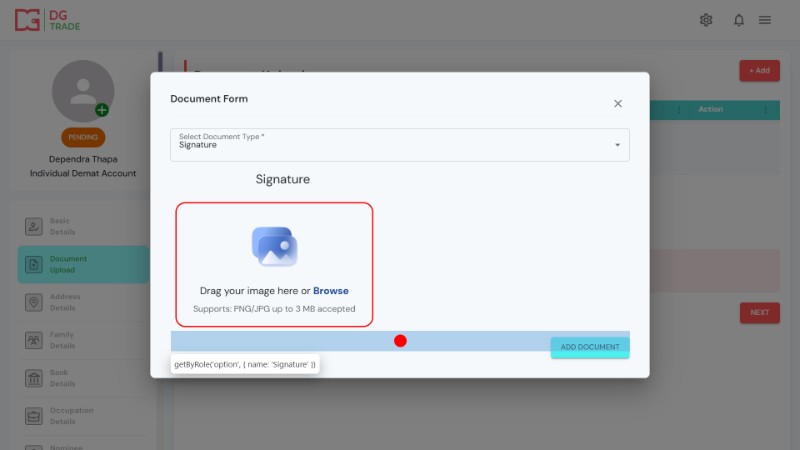 DG
TRADE
+ Add
Action
PENDING
Dependra Thapa
Individual Demat Account
Basic
Details
Document
Upload
Address
Details
Family
Details
Bank
Details
Occupation
Details
Nominee
Document Form
Select Document Type *
Signature
Signature
Drag your image here or Browse
Supports: PNG/JPG up to 3 MB accepted
ADD DOCUMENT
getByRole('option', { name: 'Signature' })
NEXT